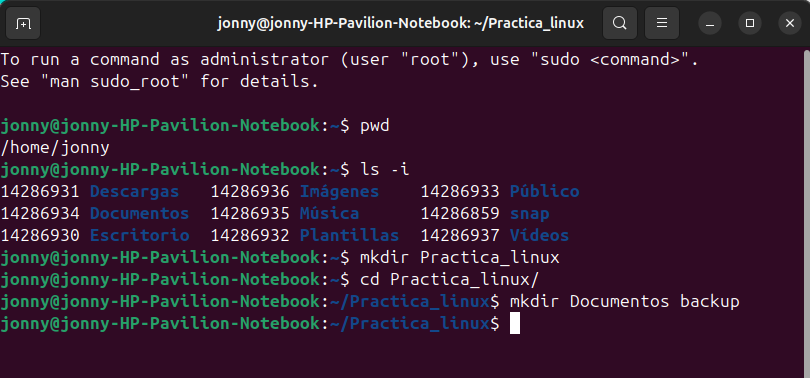 jonny@jonny-HP-Pavilion-Notebook: ~/Practica_linux
To run a command as administrator (user "root"), use "sudo <command>".
See "man sudo_root" for details.
jonny@jonny-HP-Pavilion-Notebook:~$ pwd
/home/jonny
jonny@jonny-HP-Pavilion-Notebook:~$ ls -i
14286931 Descargas 14286936 Imágenes 14286933 Público
14286934 Documentos 14286935 Música 14286859 snap
14286930 Escritorio 14286932 Plantillas 14286937 Vídeos
jonny@jonny-HP-Pavilion-Notebook:~$ mkdir Practica_linux
jonny@jonny-HP-Pavilion-Notebook:~$ cd Practica_linux/
jonny@jonny-HP-Pavilion-Notebook:~/Practica_linux$ mkdir Documentos backup
jonny@jonny-HP-Pavilion-Notebook:~/Practica_linux$